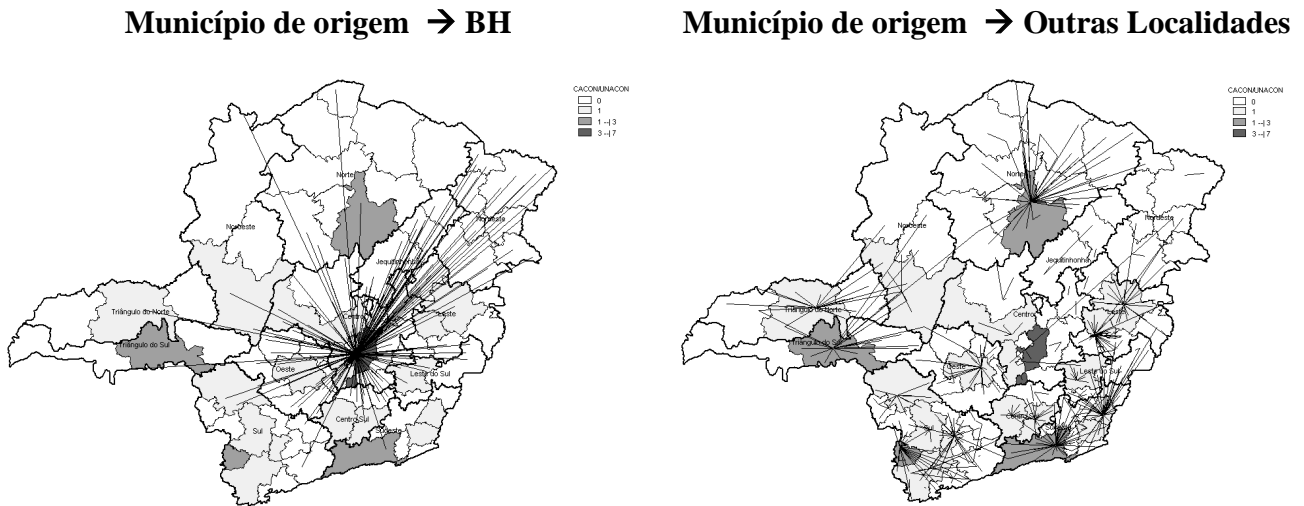 Município de origem → BH
Município de origem → Outras Localidades
CACON/UNACON
0
1
1 --| 3
3 --| 7
Norte
Noroeste
Nordeste
Jequitinhonha
Triângulo do Norte
Centro
Leste
Triângulo do Sul
Oeste
Leste do Sul
Centro Sul
Sul
Sudeste
CACON/UNACON
0
1
1 --| 3
3 --| 7
Norte
Noroeste
Nordeste
Jequitinhonha
Triângulo do Norte
Centro
Leste
Triângulo do Sul
Oeste
Leste do Sul